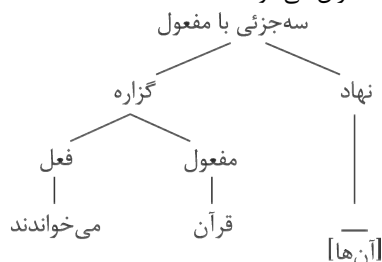 سه‌جزئی با مفعول
نهاد گزاره
مفعول فعل
[آن‌ها] قرآن می‌خواندند